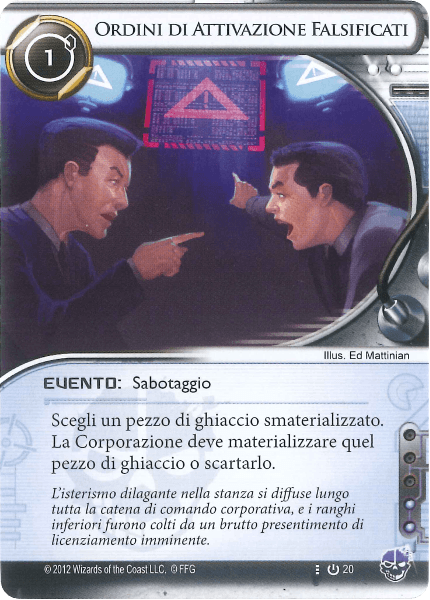 1
Ordini di Attivazione Falsificati
Illus. Ed Mattinian
EVENTO: Sabotaggio
Scegli un pezzo di ghiaccio smaterializzato.
La Corporazione deve materializzare quel
pezzo di ghiaccio o scartarlo.
L'isterismo dilagante nella stanza si diffuse lungo
tutta la catena di comando corporativa, e i ranghi
inferiori furono colti da un brutto presentimento di
licenziamento imminente.
© 2012 Wizards of the Coast LLC. © FFG
20